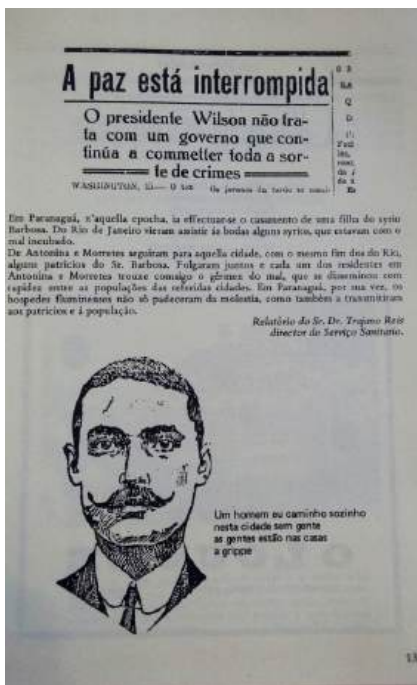 A paz está interrompida
O presidente Wilson não tra-
ta com um governo que con-
tinúa a commetter toda a sor-
te de crimes
WASHINGTON, 15.—
Em Paranaguá, n'aquella epocha, ia effectuar-se o casamento de uma filha do syrio
Barbosa. Do Rio de Janeiro vieram assistir ás bodas alguns syrios, que estavam com o
mal incubado.
De Antonina e Morretes seguiram para aquella cidade, com o mesmo fim dos do Rio,
alguns patricios do Sr. Barbosa. Folgaram juntos e cada um dos residentes em
Antonina e Morretes trouxe comsigo o gérmen do mal, que se disseminou com
rapidez entre as populações das referidas cidades. Em Paranaguá, por sua vez, os
hospedes fluminenses não só padeceram da molestia, como também a transmittiram
aos patricios e á população.
Relatório do Sr. Dr. Trajano Reis
director do Serviço Sanitario.
Um homem eu caminho sozinho
nesta cidade sem gente
as gentes estão nas casas
a grippe